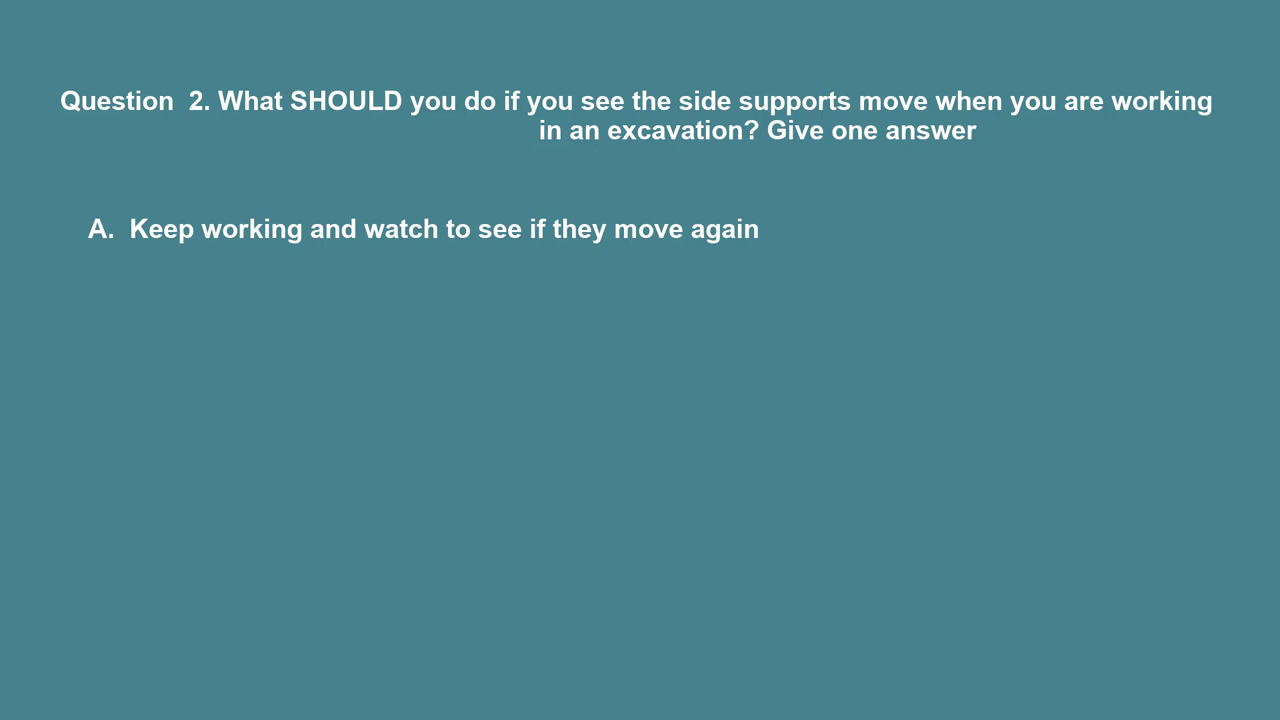 Question  2. What SHOULD you do if you see the side supports move when you are working
in an excavation? Give one answer
A.  Keep working and watch to see if they move again